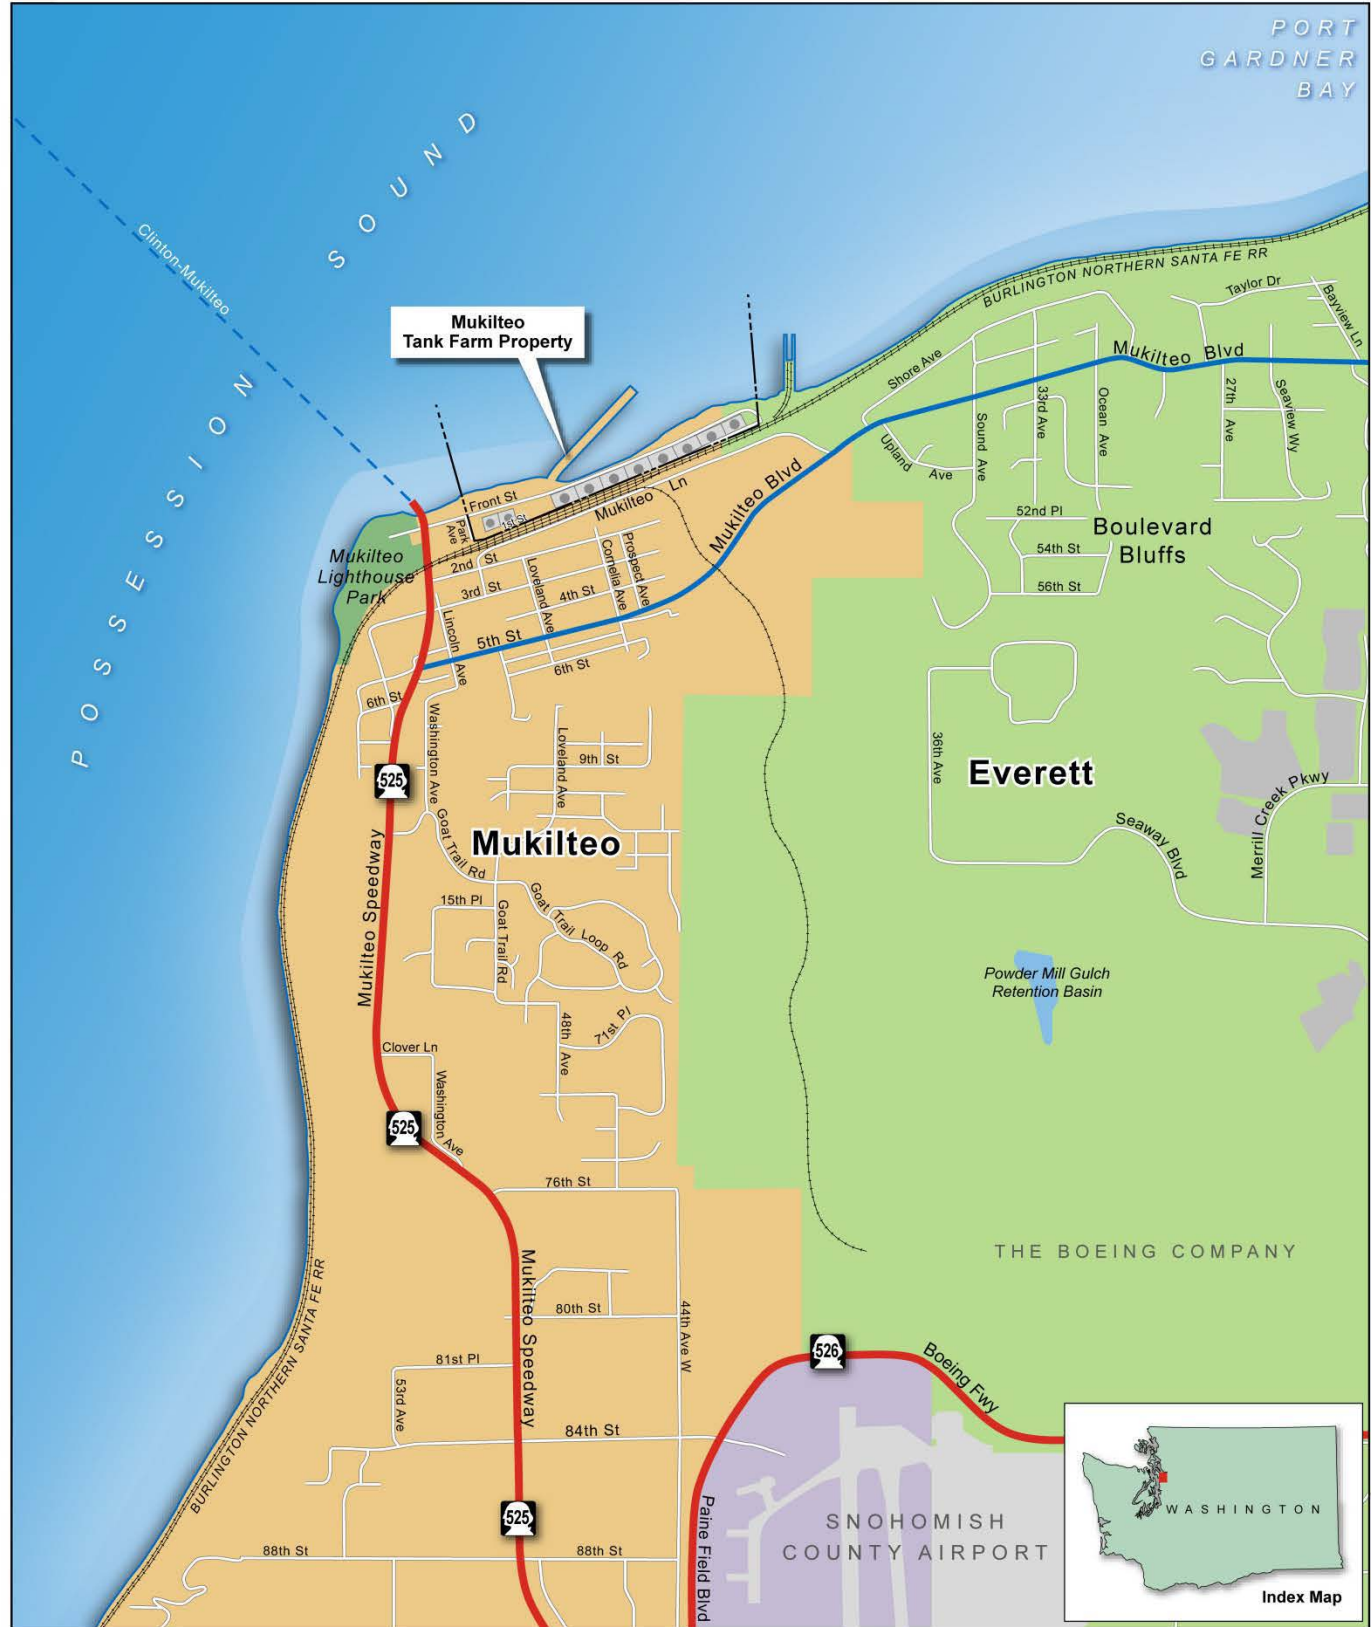 PORT
GARDNER
BAY
POSSESSION SOUND
Clinton-Mukilteo
BURLINGTON NORTHERN SANTA FE RR
Taylor Dr
Bayview Ln
Mukilteo
Tank Farm Property
Mukilteo Blvd
Shore Ave
33rd Ave
Ocean Ave
27th Ave
Seaview Wy
Sound Ave
Upland Ave
Mukilteo Blvd
Front St
1st St
Park Ave
Mukilteo Ln
52nd Pl
Boulevard
Bluffs
54th St
56th St
Mukilteo
Lighthouse
Park
2nd St
3rd St
4th St
Loveland Ave
Cornelia Ave
Prospect Ave
Lincoln Ave
5th St
6th St
6th St
Washington Ave
Loveland Ave
9th St
36th Ave
Everett
525
Mukilteo
Seaway Blvd
Merrill Creek Pkwy
Mukilteo Speedway
Goat Trail Rd
15th Pl
Goat Trail Rd
Goat Trail Loop Rd
Powder Mill Gulch
Retention Basin
48th Ave
71st Pl
Clover Ln
Washington Ave
525
76th St
THE BOEING COMPANY
Mukilteo Speedway
BURLINGTON NORTHERN SANTA FE RR
80th St
44th Ave W
526
Boeing Fwy
81st Pl
53rd Ave
84th St
525
Paine Field Blvd
SNOHOMISH
COUNTY AIRPORT
88th St
88th St
WASHINGTON
Index Map